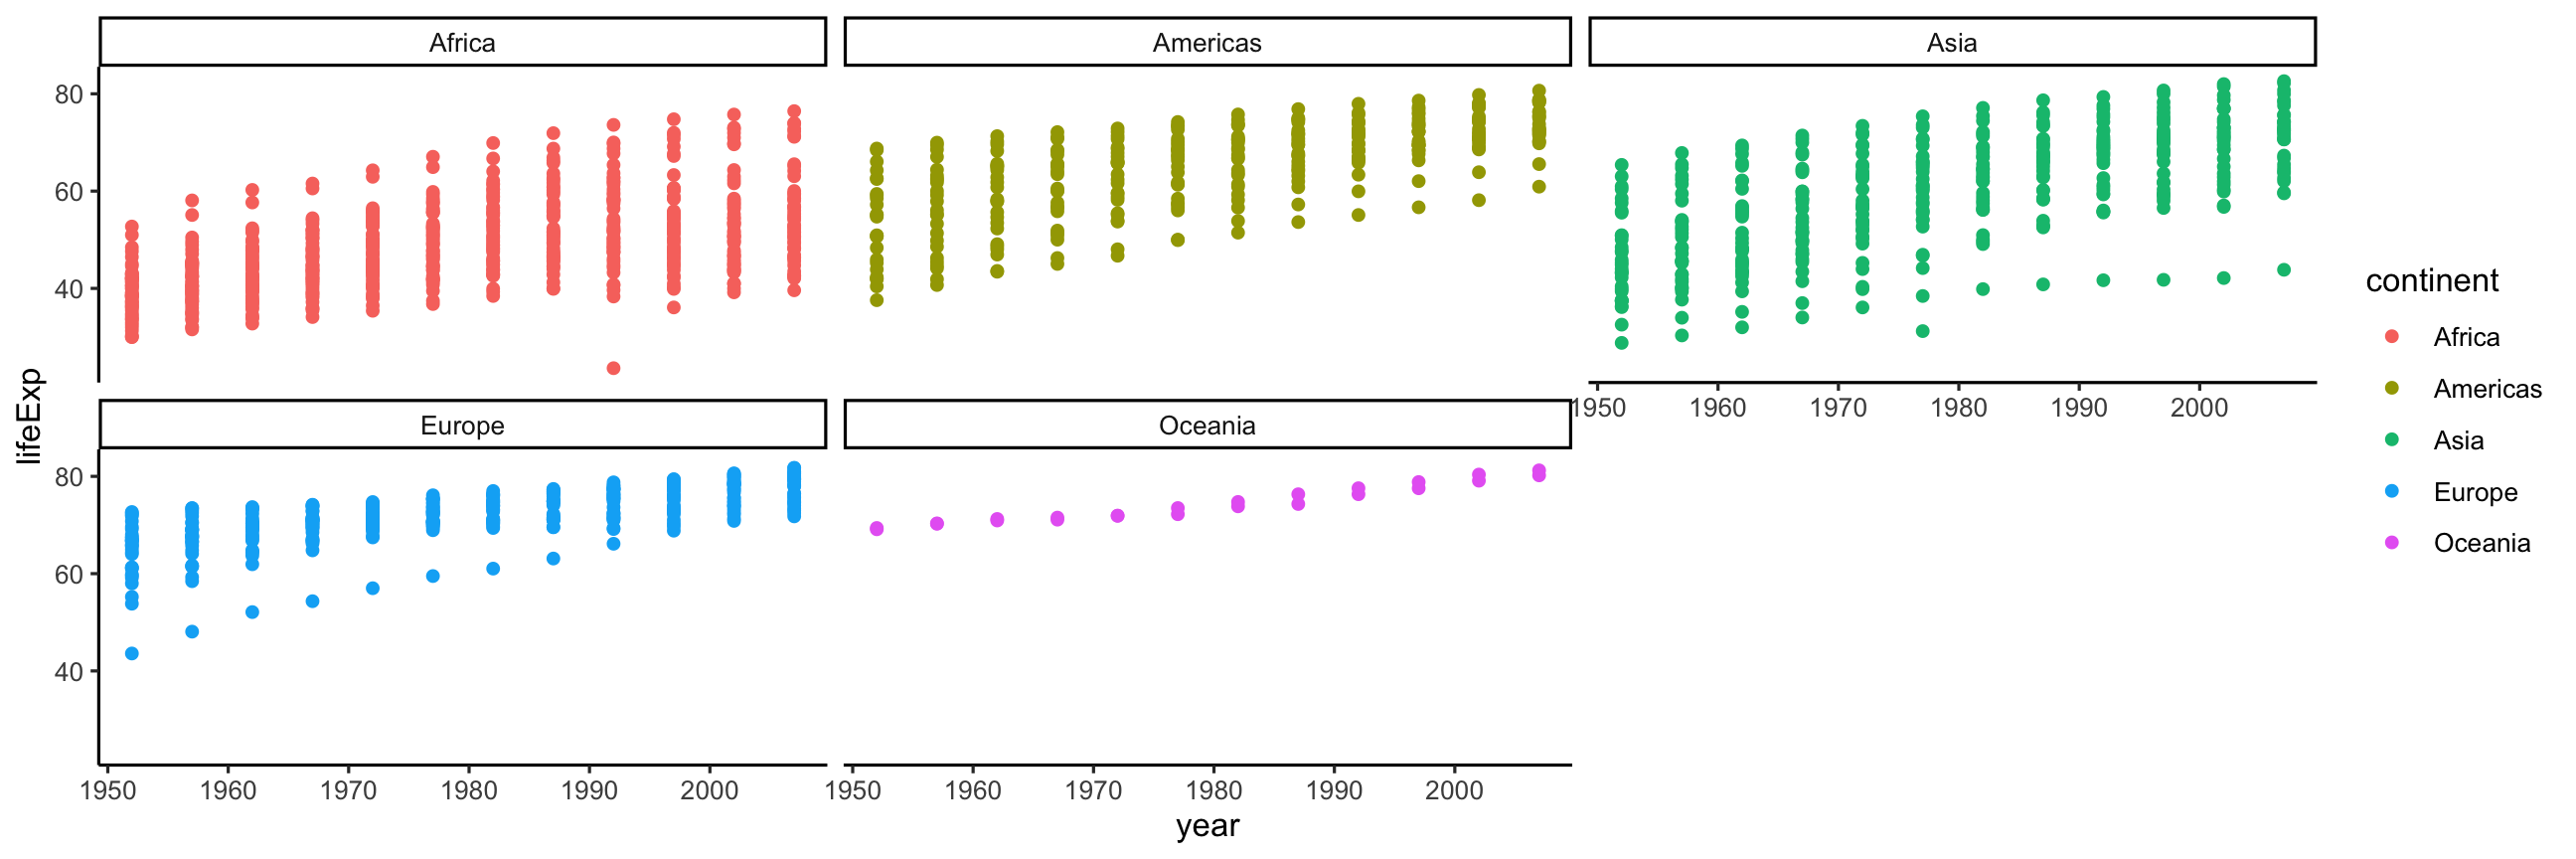 Africa Americas Asia
80
60
40
1950 1960 1970 1980 1990 2000
Europe Oceania
80
60
40
1950 1960 1970 1980 1990 2000 1950 1960 1970 1980 1990 2000
year
lifeExp
continent
Africa
Americas
Asia
Europe
Oceania